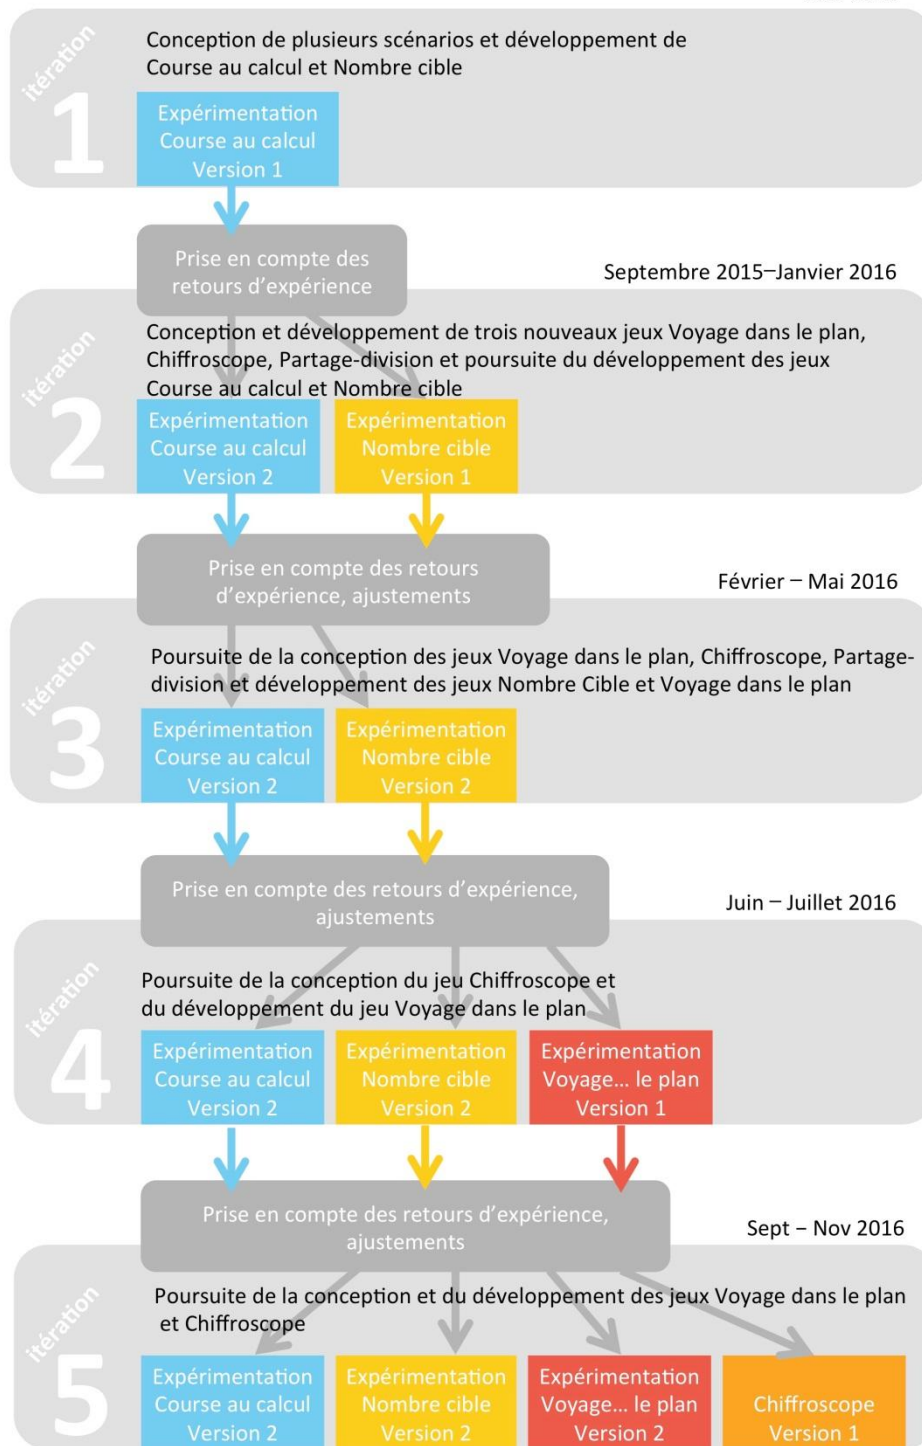 itération
1
Conception de plusieurs scénarios et développement de
Course au calcul et Nombre cible
Expérimentation
Course au calcul
Version 1
Prise en compte des
retours d'expérience
Septembre 2015–Janvier 2016
itération
2
Conception et développement de trois nouveaux jeux Voyage dans le plan,
Chiffroscope, Partage-division et poursuite du développement des jeux
Course au calcul et Nombre cible
Expérimentation
Course au calcul
Version 2
Expérimentation
Nombre cible
Version 1
Prise en compte des retours
d'expérience, ajustements
Février – Mai 2016
itération
3
Poursuite de la conception des jeux Voyage dans le plan, Chiffroscope, Partage-
division et développement des jeux Nombre Cible et Voyage dans le plan
Expérimentation
Course au calcul
Version 2
Expérimentation
Nombre cible
Version 2
Prise en compte des retours d'expérience,
ajustements
Juin – Juillet 2016
itération
4
Poursuite de la conception du jeu Chiffroscope et
du développement du jeu Voyage dans le plan
Expérimentation
Course au calcul
Version 2
Expérimentation
Nombre cible
Version 2
Expérimentation
Voyage... le plan
Version 1
Prise en compte des retours d'expérience,
ajustements
Sept – Nov 2016
itération
5
Poursuite de la conception et du développement des jeux Voyage dans le plan
et Chiffroscope
Expérimentation
Course au calcul
Version 2
Expérimentation
Nombre cible
Version 2
Expérimentation
Voyage... le plan
Version 2
Chiffroscope
Version 1